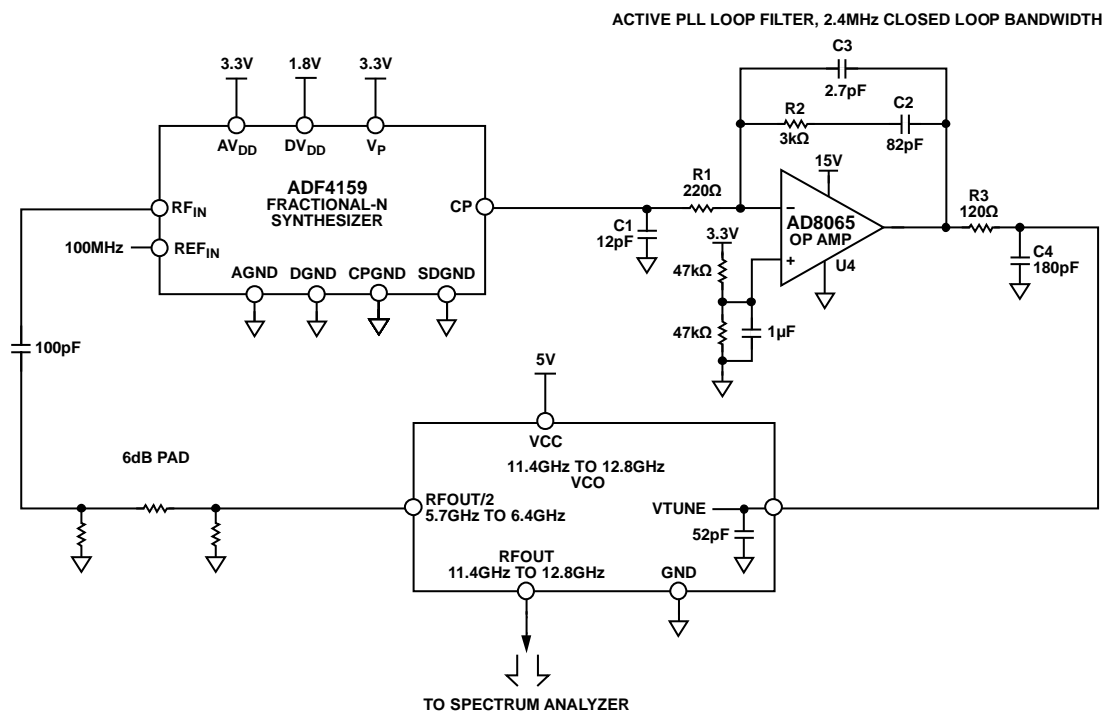 ACTIVE PLL LOOP FILTER, 2.4MHz CLOSED LOOP BANDWIDTH
C3
2.7pF
R2
3kΩ
C2
82pF
3.3V
1.8V
3.3V
AVDD
DVDD
VP
ADF4159
FRACTIONAL-N
SYNTHESIZER
RFIN
100MHz
REFIN
CP
AGND
DGND
CPGND
SDGND
C1
12pF
R1
220Ω
15V
−
AD8065
OP AMP
+
U4
3.3V
47kΩ
47kΩ
1µF
R3
120Ω
C4
180pF
100pF
6dB PAD
5V
VCC
11.4GHz TO 12.8GHz
VCO
RFOUT/2
5.7GHz TO 6.4GHz
VTUNE
52pF
RFOUT
11.4GHz TO 12.8GHz
GND
TO SPECTRUM ANALYZER